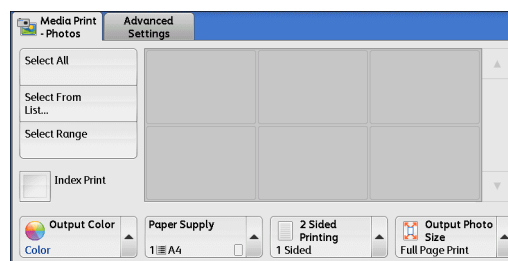 Media Print
- Photos
Advanced
Settings
Select All
Select From
List...
Select Range
Index Print
Output Color
Color
Paper Supply
1 A4
2 Sided
Printing
1 Sided
Output Photo
Size
Full Page Print